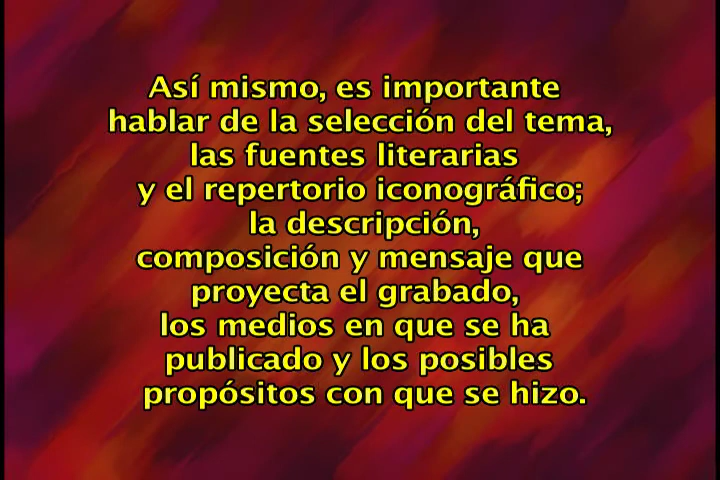 Así mismo, es importante
hablar de la selección del tema,
las fuentes literarias
y el repertorio iconográfico;
la descripción,
composición y mensaje que
proyecta el grabado,
los medios en que se ha
publicado y los posibles
propósitos con que se hizo.